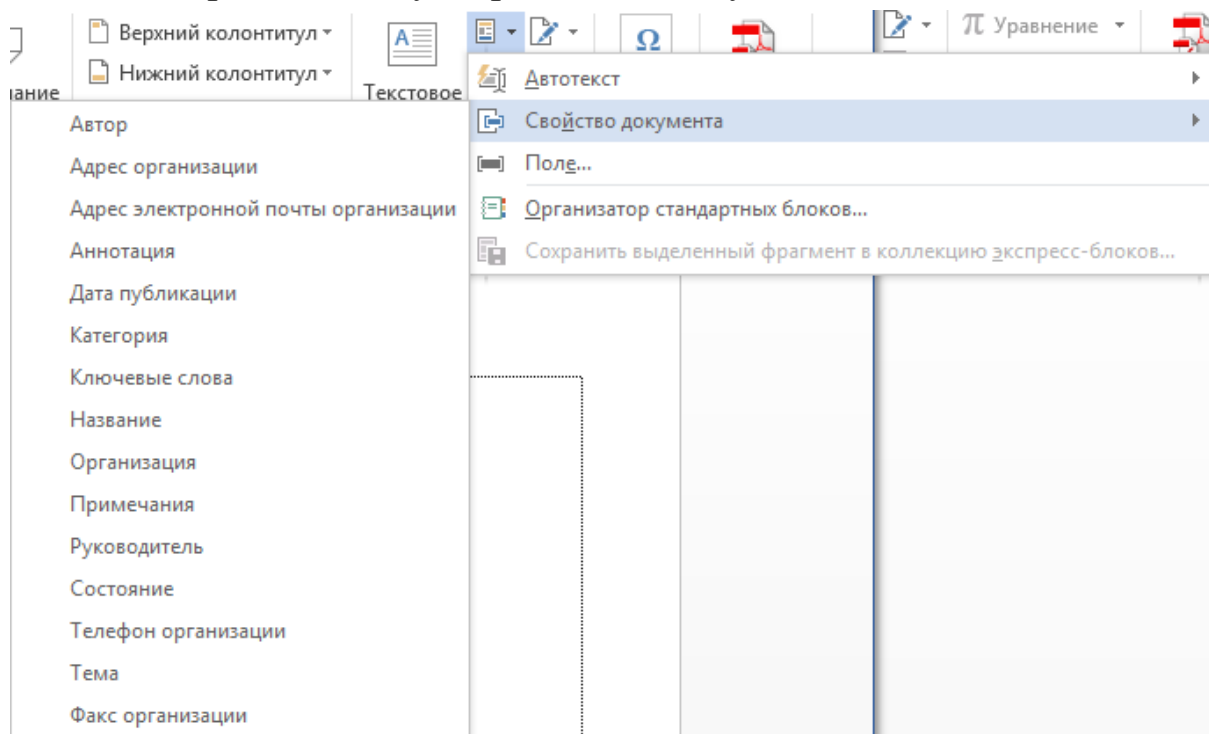 Верхний колонтитул
π Уравнение
Нижний колонтитул
Текстовое
Ω
A
Автотекст
Свойство документа
Поле...
Организатор стандартных блоков...
Сохранить выделенный фрагмент в коллекцию экспресс-блоков...
Автор
Адрес организации
Адрес электронной почты организации
Аннотация
Дата публикации
Категория
Ключевые слова
Название
Организация
Примечания
Руководитель
Состояние
Телефон организации
Тема
Факс организации